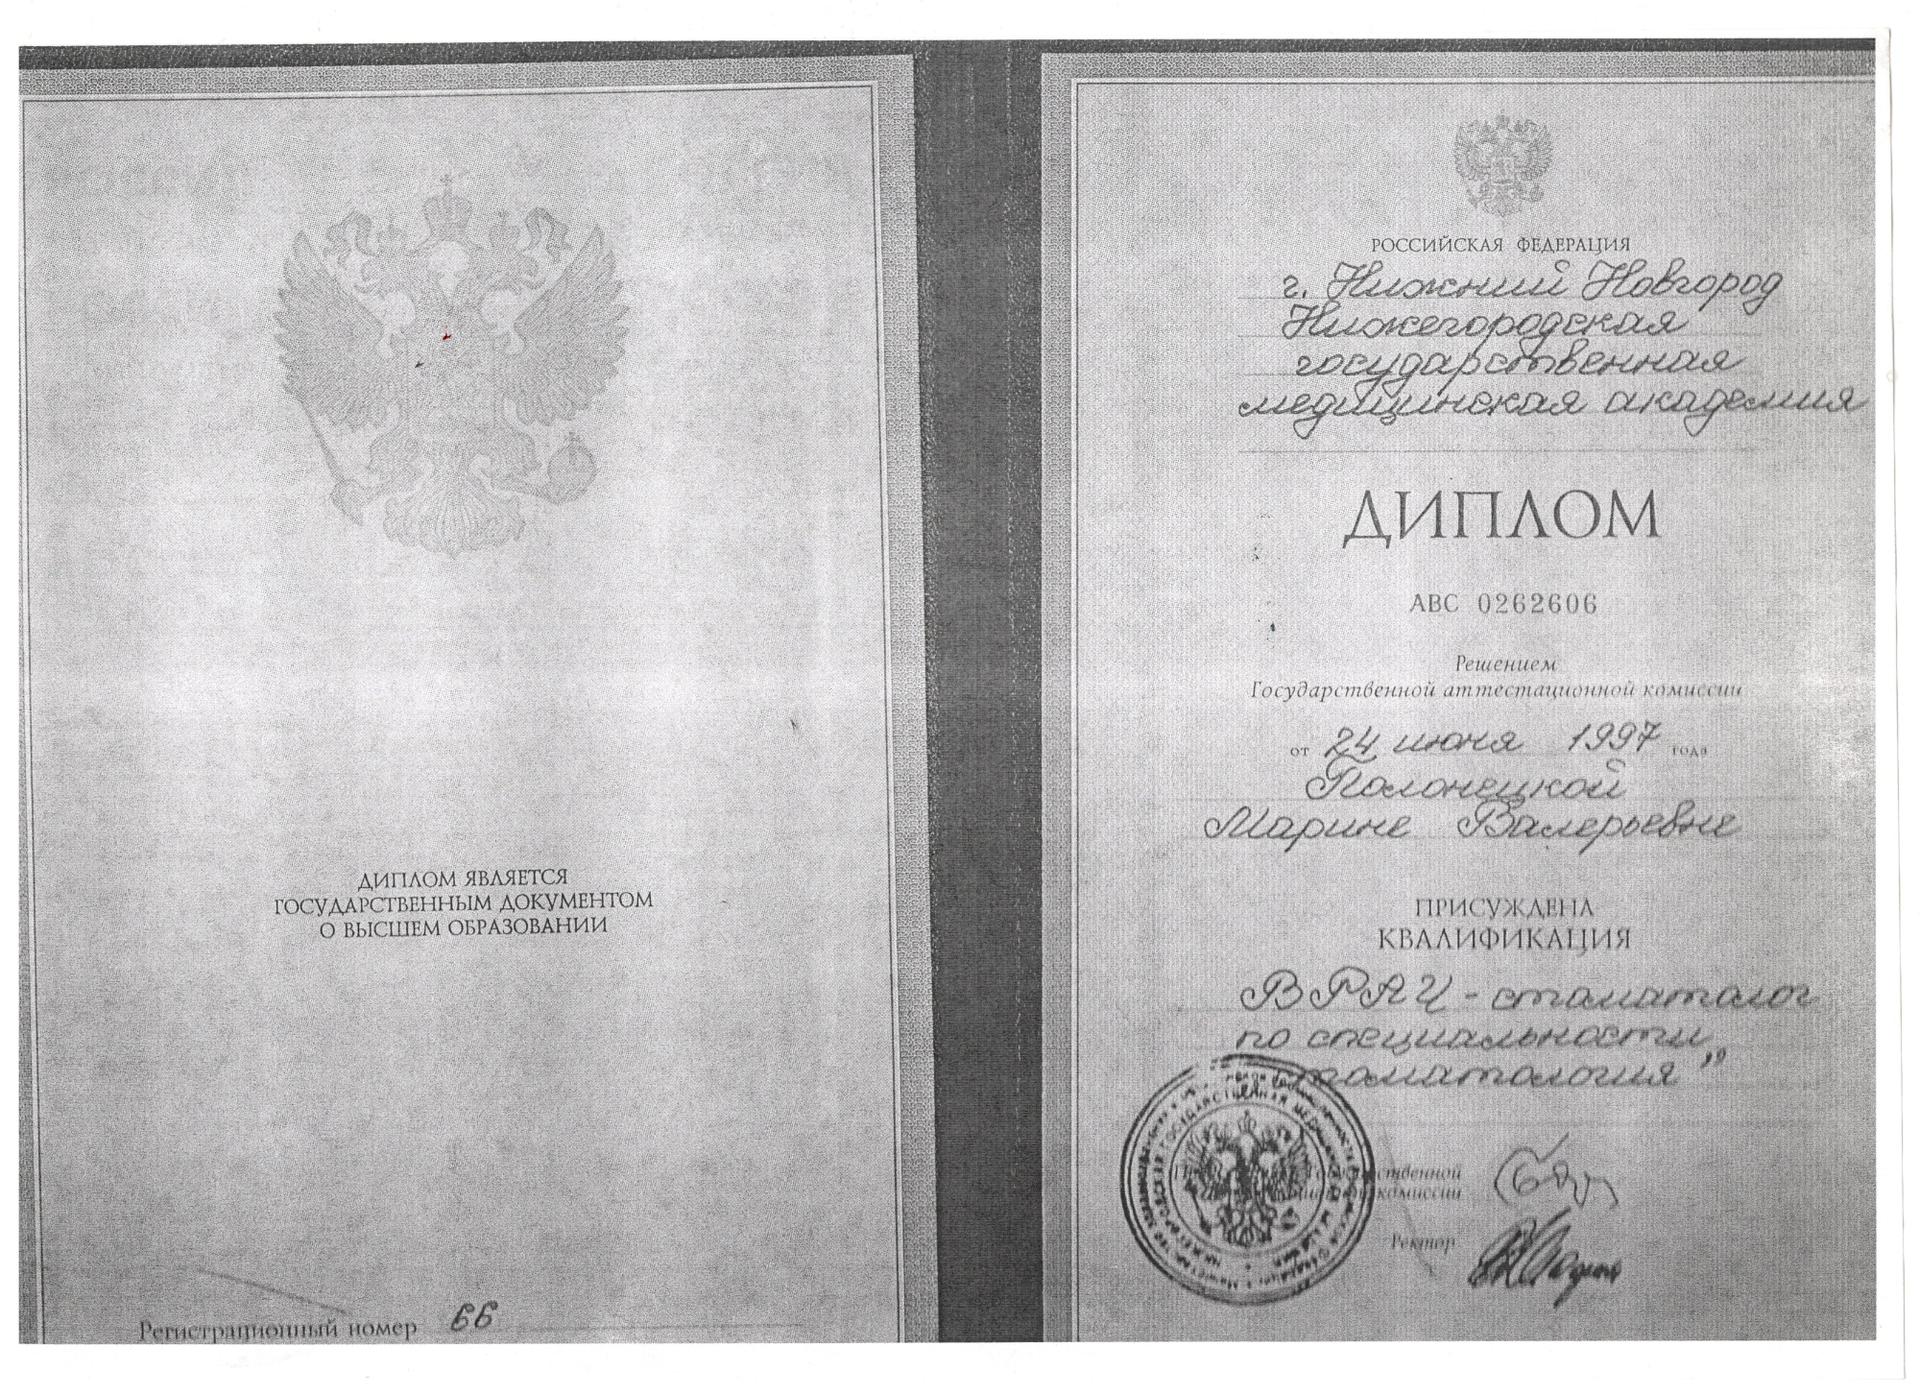 ДИПЛОМ ЯВЛЯЕТСЯ
ГОСУДАРСТВЕННЫМ ДОКУМЕНТОМ
О ВЫСШЕМ ОБРАЗОВАНИИ
Регистрационный номер 66
РОССИЙСКАЯ ФЕДЕРАЦИЯ
г. Нижний Новгород
Нижегородская
государственная
медицинская академия
ДИПЛОМ
АВС 0262606
Решением
Государственной аттестационной комиссии
от 24 июня 1997 года
Полонецкой
Марине Валерьевне
ПРИСУЖДЕНА
КВАЛИФИКАЦИЯ
ВРАЧ - стоматолог
по специальности
стоматология"
Государственной
комиссии
Ректор